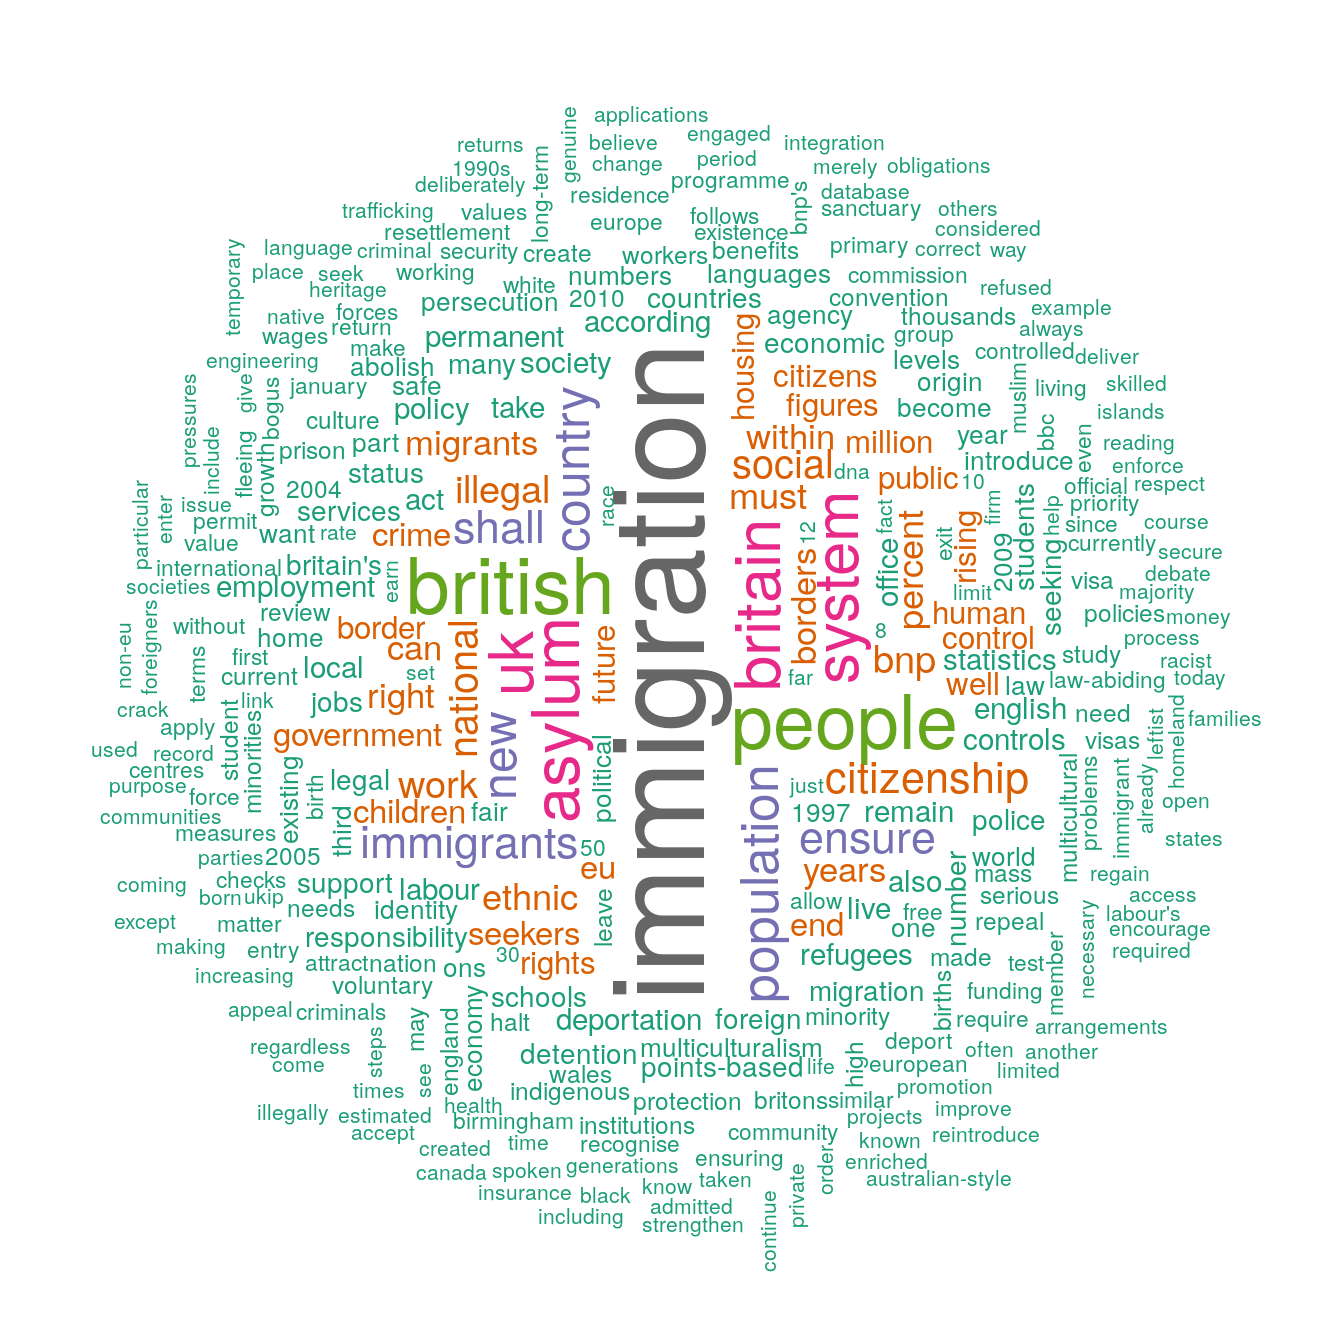 applications
genuine
engaged
believe
integration
returns
period
change
merely
obligations
1990s
long-term
programme
deliberately
residence
database
bnp's
sanctuary
others
trafficking
values
europe
follows
considered
resettlement
existence
language
criminal
security
create
workers
benefits
primary
correct
way
temporary
place
seek
working
white
numbers
languages
commission
refused
heritage
persecution
2010
countries
convention
example
native
forces
according
agency
thousands
always
wages
return
permanent
housing
economic
group
controlled
deliver
engineering
make
abolish
many
society
immigration
levels
pressures
give
bogus
january
safe
citizens
origin
muslim
living
skilled
culture
policy
take
country
figures
become
islands
include
fleeing
growth
prison
part
migrants
within
million
year
bbc
even
reading
status
social
dna
introduce
enforce
particular
enter
issue
2004
act
illegal
race
must
public
10
official
respect
permit
services
shall
system
fact
firm
students
help
priority
value
want
rate
crime
britain
12
office
percent
exit
rising
2009
seeking
since
course
international
britain's
british
borders
currently
secure
societies
employment
earn
limit
visa
debate
majority
non-eu
foreigners
without
review
border
national
uk
asylum
future
8
human
policies
money
home
can
control
process
terms
first
current
local
set
far
bnp
statistics
study
racist
crack
link
jobs
right
new
people
well
law
law-abiding
today
apply
student
minorities
government
english
need
leftist
homeland
families
used
record
existing
political
controls
visas
centres
purpose
force
birth
legal
work
population
just
citizenship
multicultural
problems
immigrant
already
open
communities
measures
third
children
fair
1997
remain
police
states
parties
2005
immigrants
50
ensure
world
coming
checks
support
labour
eu
years
also
number
mass
regain
born
ukip
needs
identity
ethnic
leave
allow
live
free
serious
access
except
matter
responsibility
seekers
end
one
repeal
necessary
labour's
encourage
making
entry
attract
nation
ons
30
rights
refugees
made
test
member
required
increasing
voluntary
schools
migration
births
funding
appeal
criminals
may
england
economy
halt
deportation
foreign
minority
require
arrangements
regardless
steps
detention
multiculturalism
high
deport
often
another
come
see
wales
points-based
life
european
limited
times
indigenous
promotion
illegally
estimated
health
protection
britons
similar
projects
improve
accept
birmingham
institutions
community
known
reintroduce
created
time
recognise
ensuring
order
enriched
canada
spoken
generations
taken
private
australian-style
insurance
black
know
including
admitted
strengthen
continue